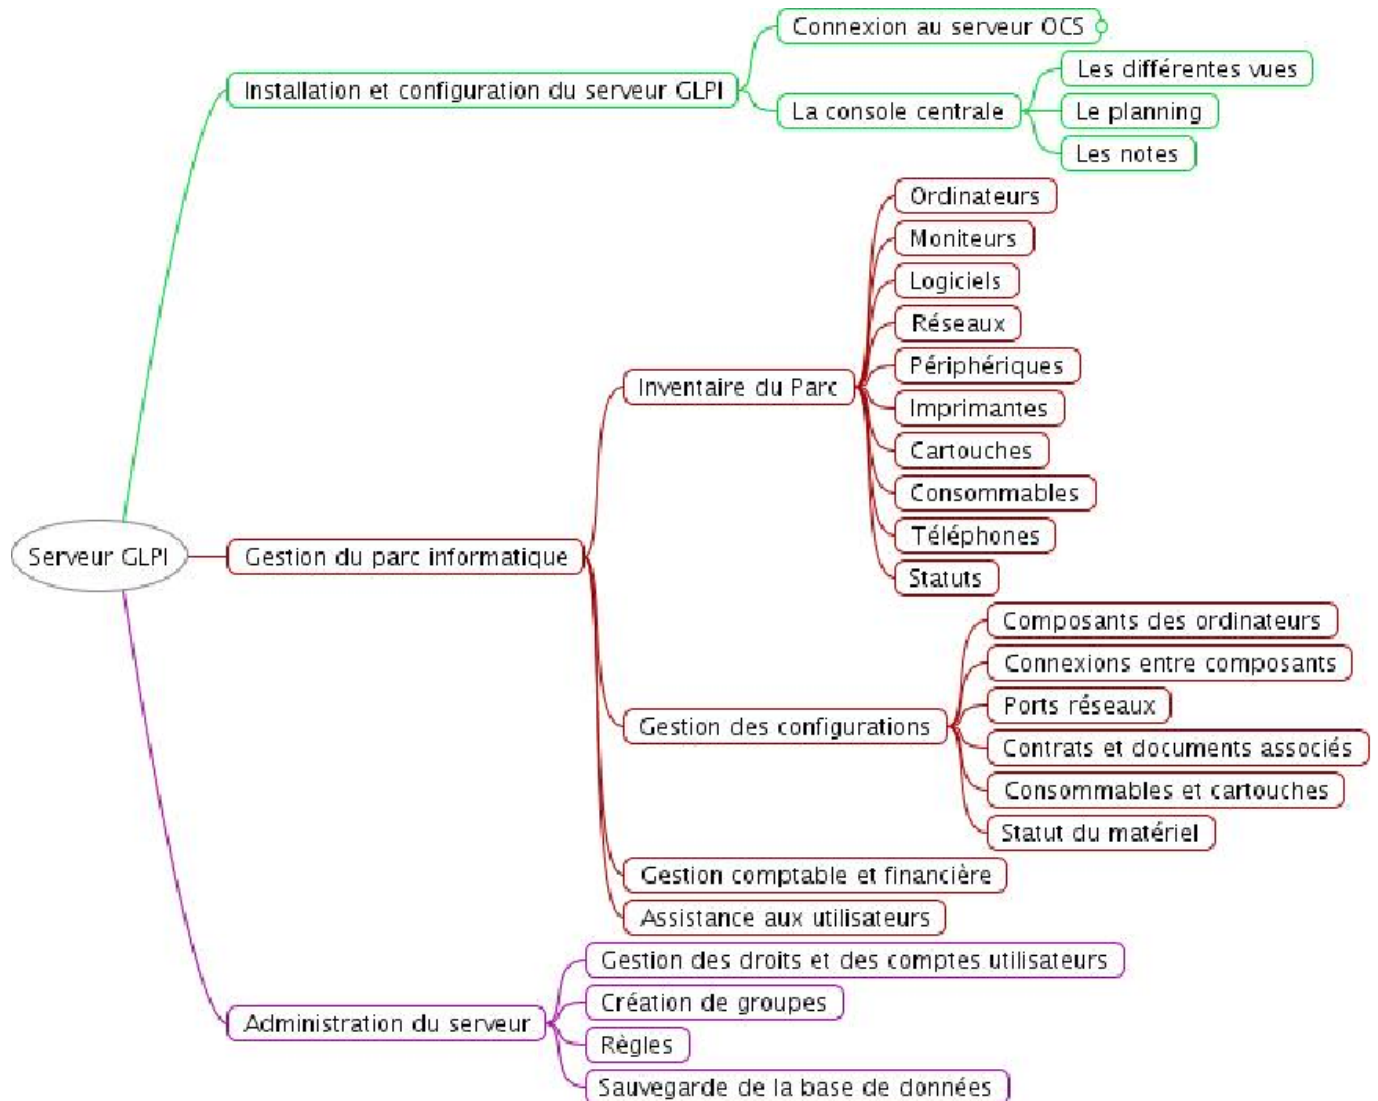 Connexion au serveur OCS
Installation et configuration du serveur GLPI
Les différentes vues
La console centrale
Le planning
Les notes
Ordinateurs
Moniteurs
Logiciels
Réseaux
Périphériques
Inventaire du Parc
Imprimantes
Cartouches
Consommables
Téléphones
Statuts
Serveur GLPI
Gestion du parc informatique
Composants des ordinateurs
Connexions entre composants
Ports réseaux
Gestion des configurations
Contrats et documents associés
Consommables et cartouches
Statut du matériel
Gestion comptable et financière
Assistance aux utilisateurs
Gestion des droits et des comptes utilisateurs
Création de groupes
Administration du serveur
Règles
Sauvegarde de la base de données